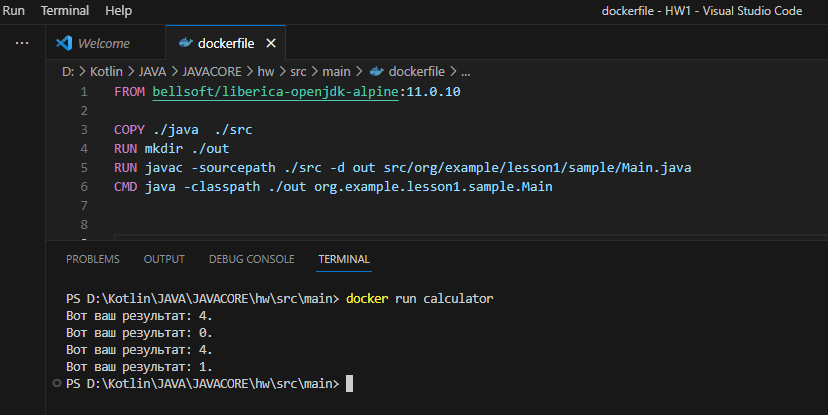 Run Terminal Help dockerfile - HW1 - Visual Studio Code
... Welcome dockerfile ×
D: > Kotlin > JAVA > JAVACORE > hw > src > main > dockerfile > ...
1 FROM bellsoft/liberica-openjdk-alpine:11.0.10
2
3 COPY ./java  ./src
4 RUN mkdir ./out
5 RUN javac -sourcepath ./src -d out src/org/example/lesson1/sample/Main.java
6 CMD java -classpath ./out org.example.lesson1.sample.Main
7
8
PROBLEMS OUTPUT DEBUG CONSOLE TERMINAL
PS D:\Kotlin\JAVA\JAVACORE\hw\src\main> docker run calculator
Вот ваш результат: 4.
Вот ваш результат: 0.
Вот ваш результат: 4.
Вот ваш результат: 1.
PS D:\Kotlin\JAVA\JAVACORE\hw\src\main>